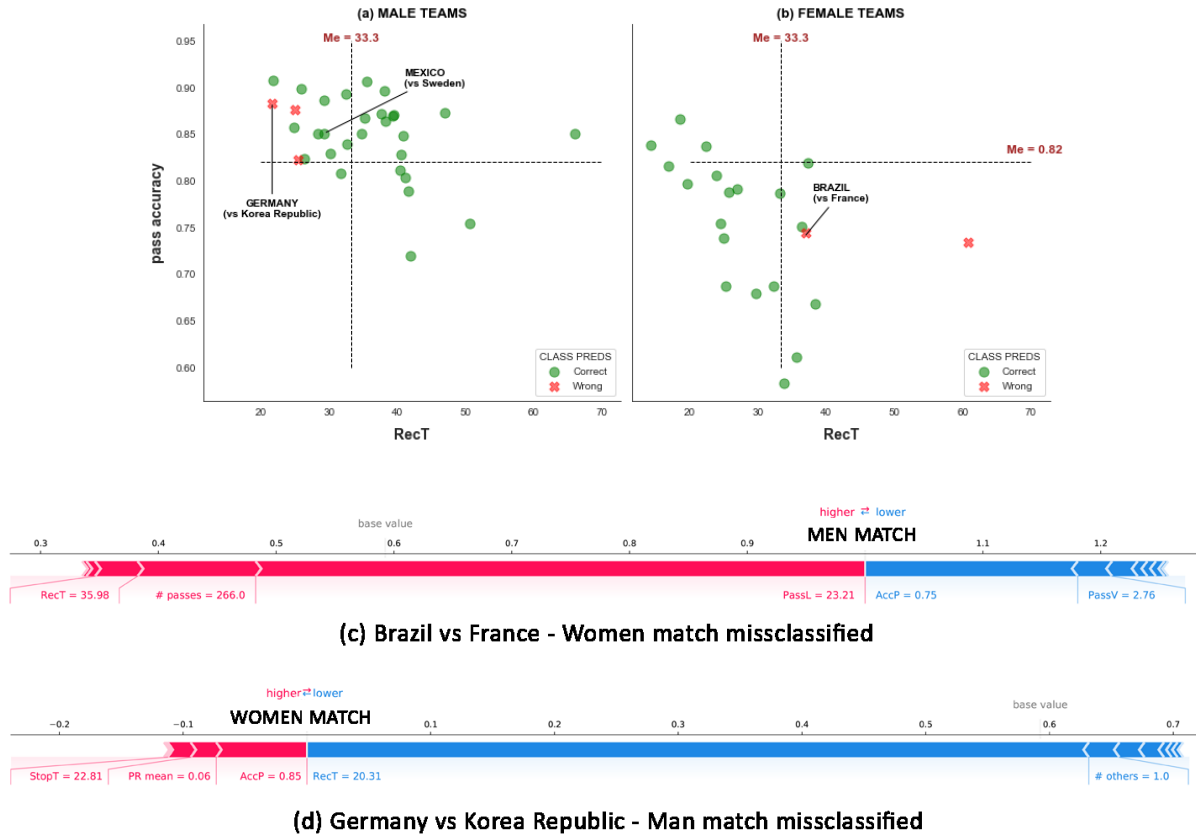 (a) MALE TEAMS
Me = 33.3
MEXICO
(vs Sweden)
GERMANY
(vs Korea Republic)
pass accuracy
0.95
0.90
0.85
0.80
0.75
0.70
0.65
0.60
20 30 40 50 60 70
RecT
CLASS PREDS
Correct
Wrong
(b) FEMALE TEAMS
Me = 33.3
Me = 0.82
BRAZIL
(vs France)
20 30 40 50 60 70
RecT
CLASS PREDS
Correct
Wrong
higher ⇄ lower
base value
MEN MATCH
0.3 0.4 0.5 0.6 0.7 0.8 0.9 1.1 1.2
RecT = 35.98 # passes = 266.0 PassL = 23.21 AccP = 0.75 PassV = 2.76
(c) Brazil vs France - Women match missclassified
higher ⇄ lower
base value
WOMEN MATCH
−0.2 −0.1 0.1 0.2 0.3 0.4 0.5 0.6 0.7
StopT = 22.81 PR mean = 0.06 AccP = 0.85 RecT = 20.31 # others = 1.0
(d) Germany vs Korea Republic - Man match missclassified